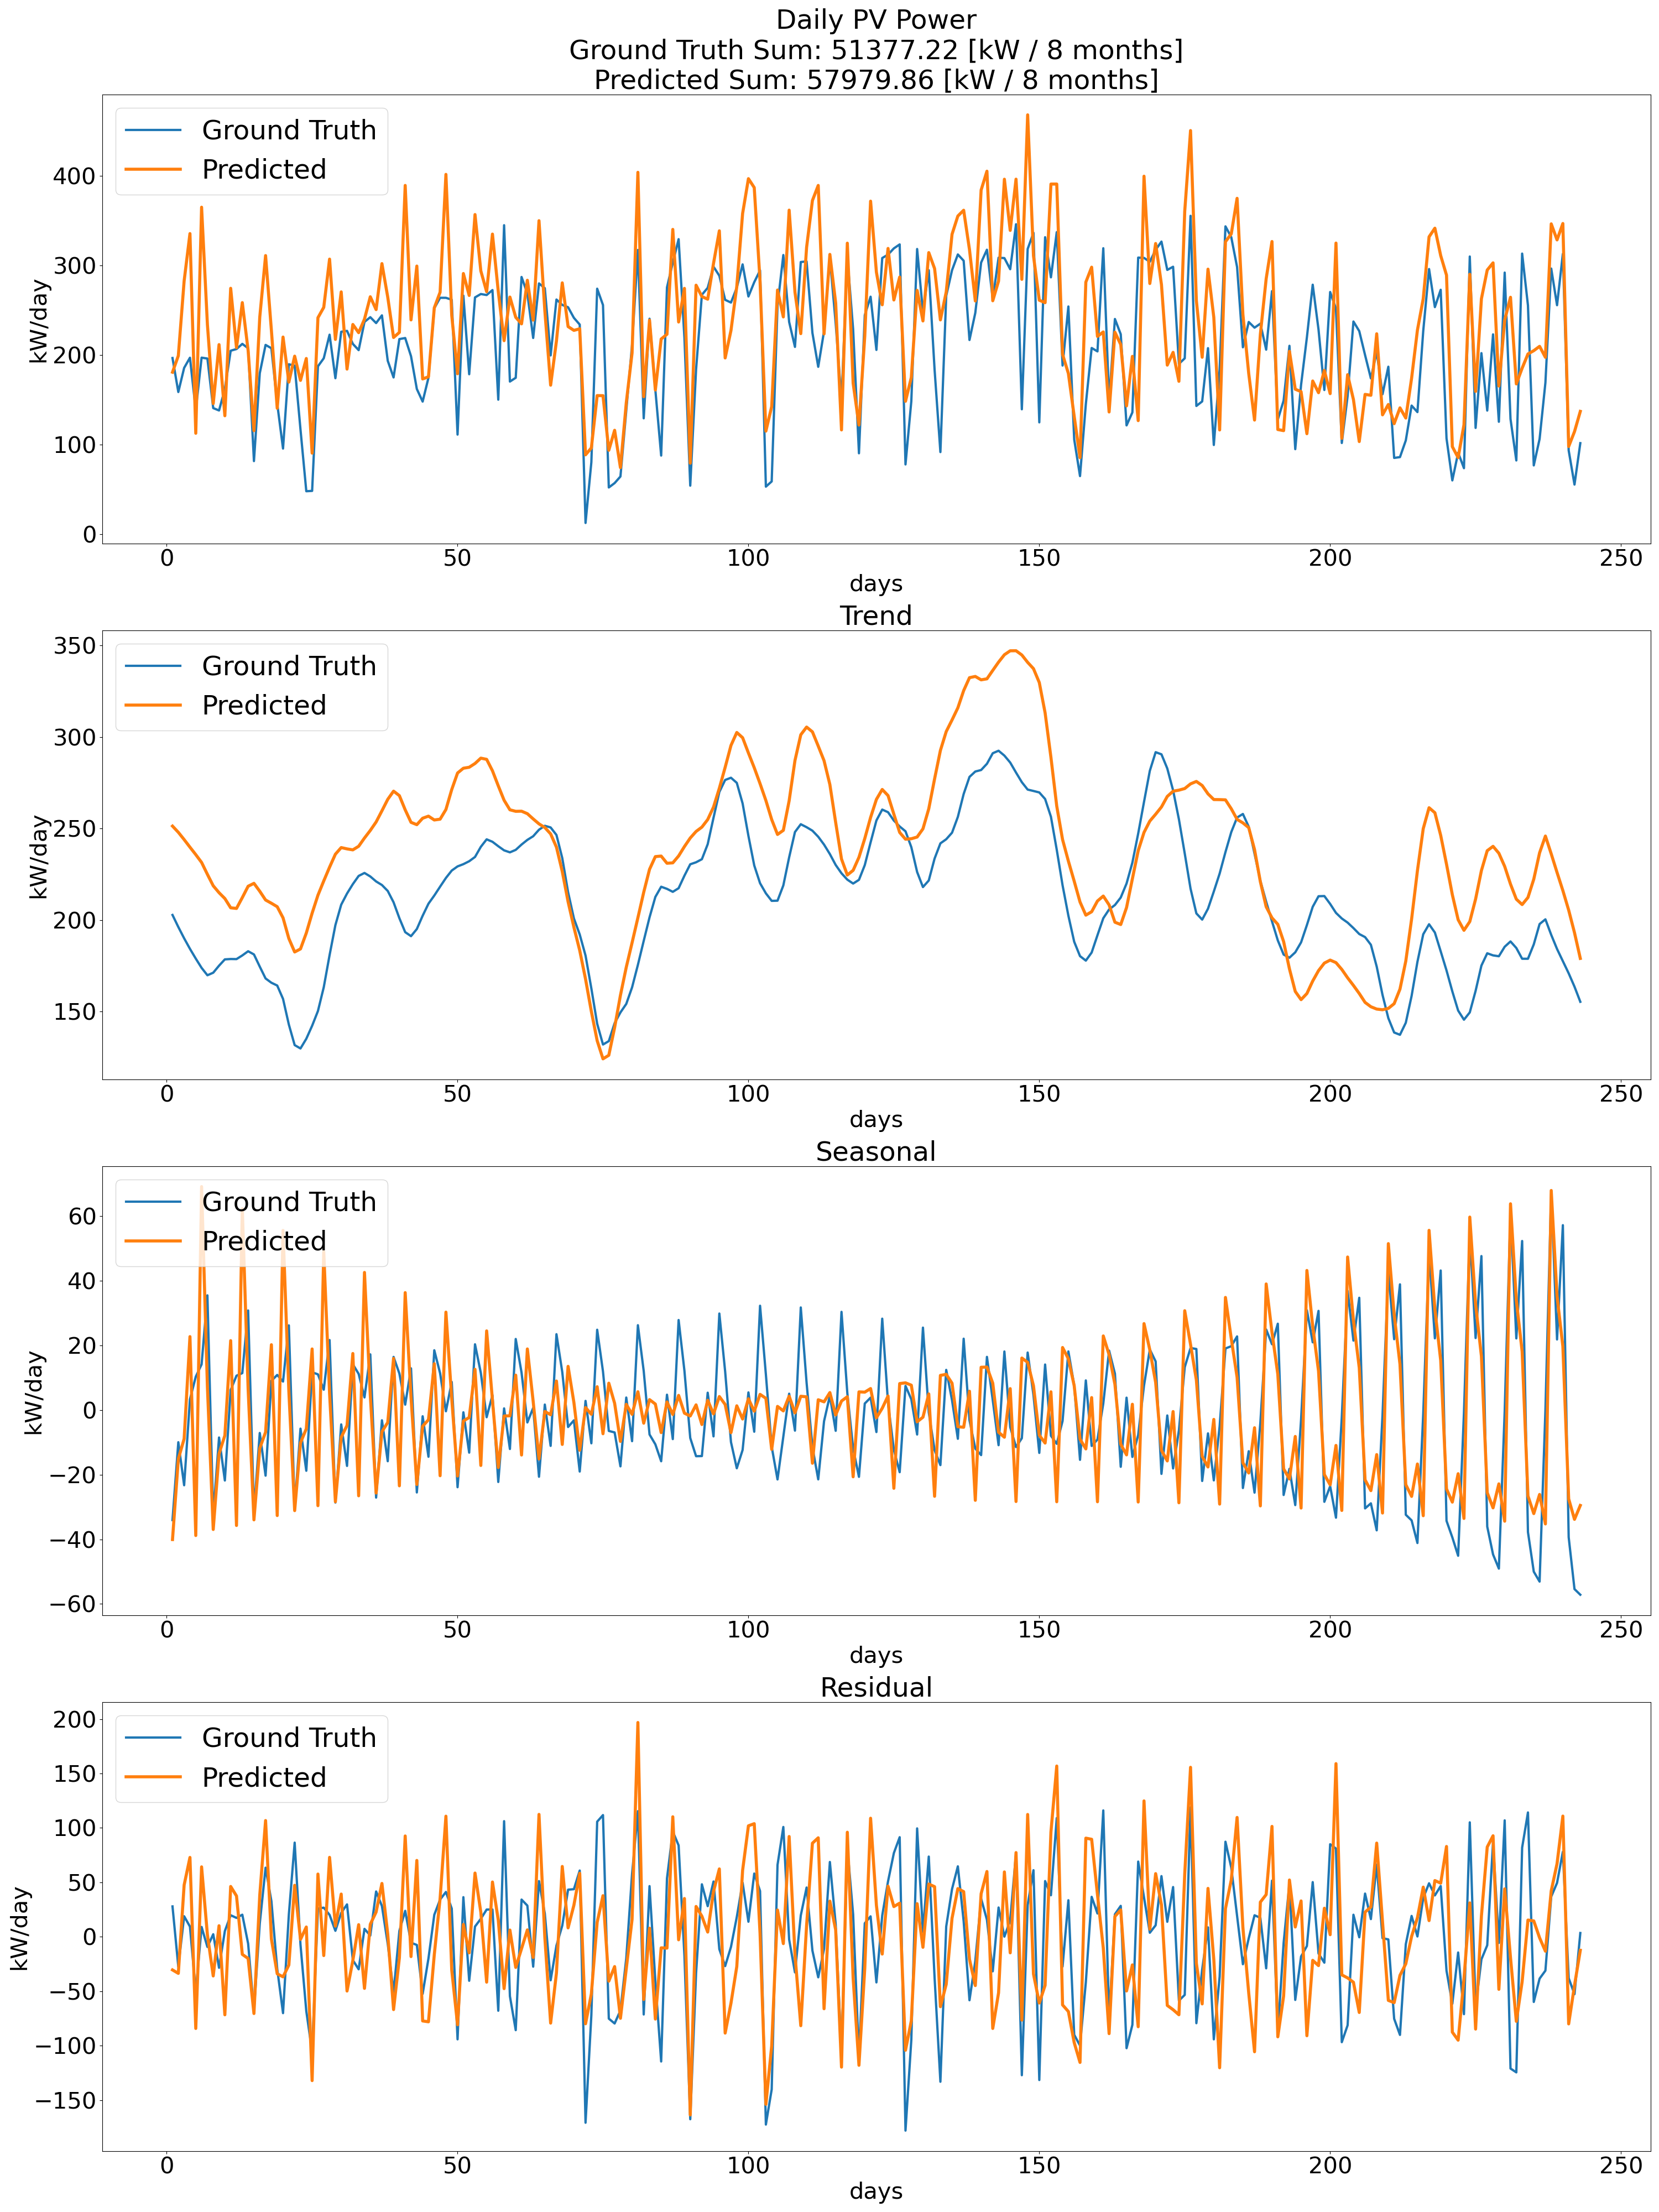 Daily PV Power
Ground Truth Sum: 51377.22 [kW / 8 months]
Predicted Sum: 57979.86 [kW / 8 months]
Ground Truth
Predicted
kW/day
400
300
200
100
0
0 50 100 150 200 250
days
Trend
Ground Truth
Predicted
kW/day
350
300
250
200
150
0 50 100 150 200 250
days
Seasonal
Ground Truth
Predicted
kW/day
60
40
20
0
−20
−40
−60
0 50 100 150 200 250
days
Residual
Ground Truth
Predicted
kW/day
200
150
100
50
0
−50
−100
−150
0 50 100 150 200 250
days